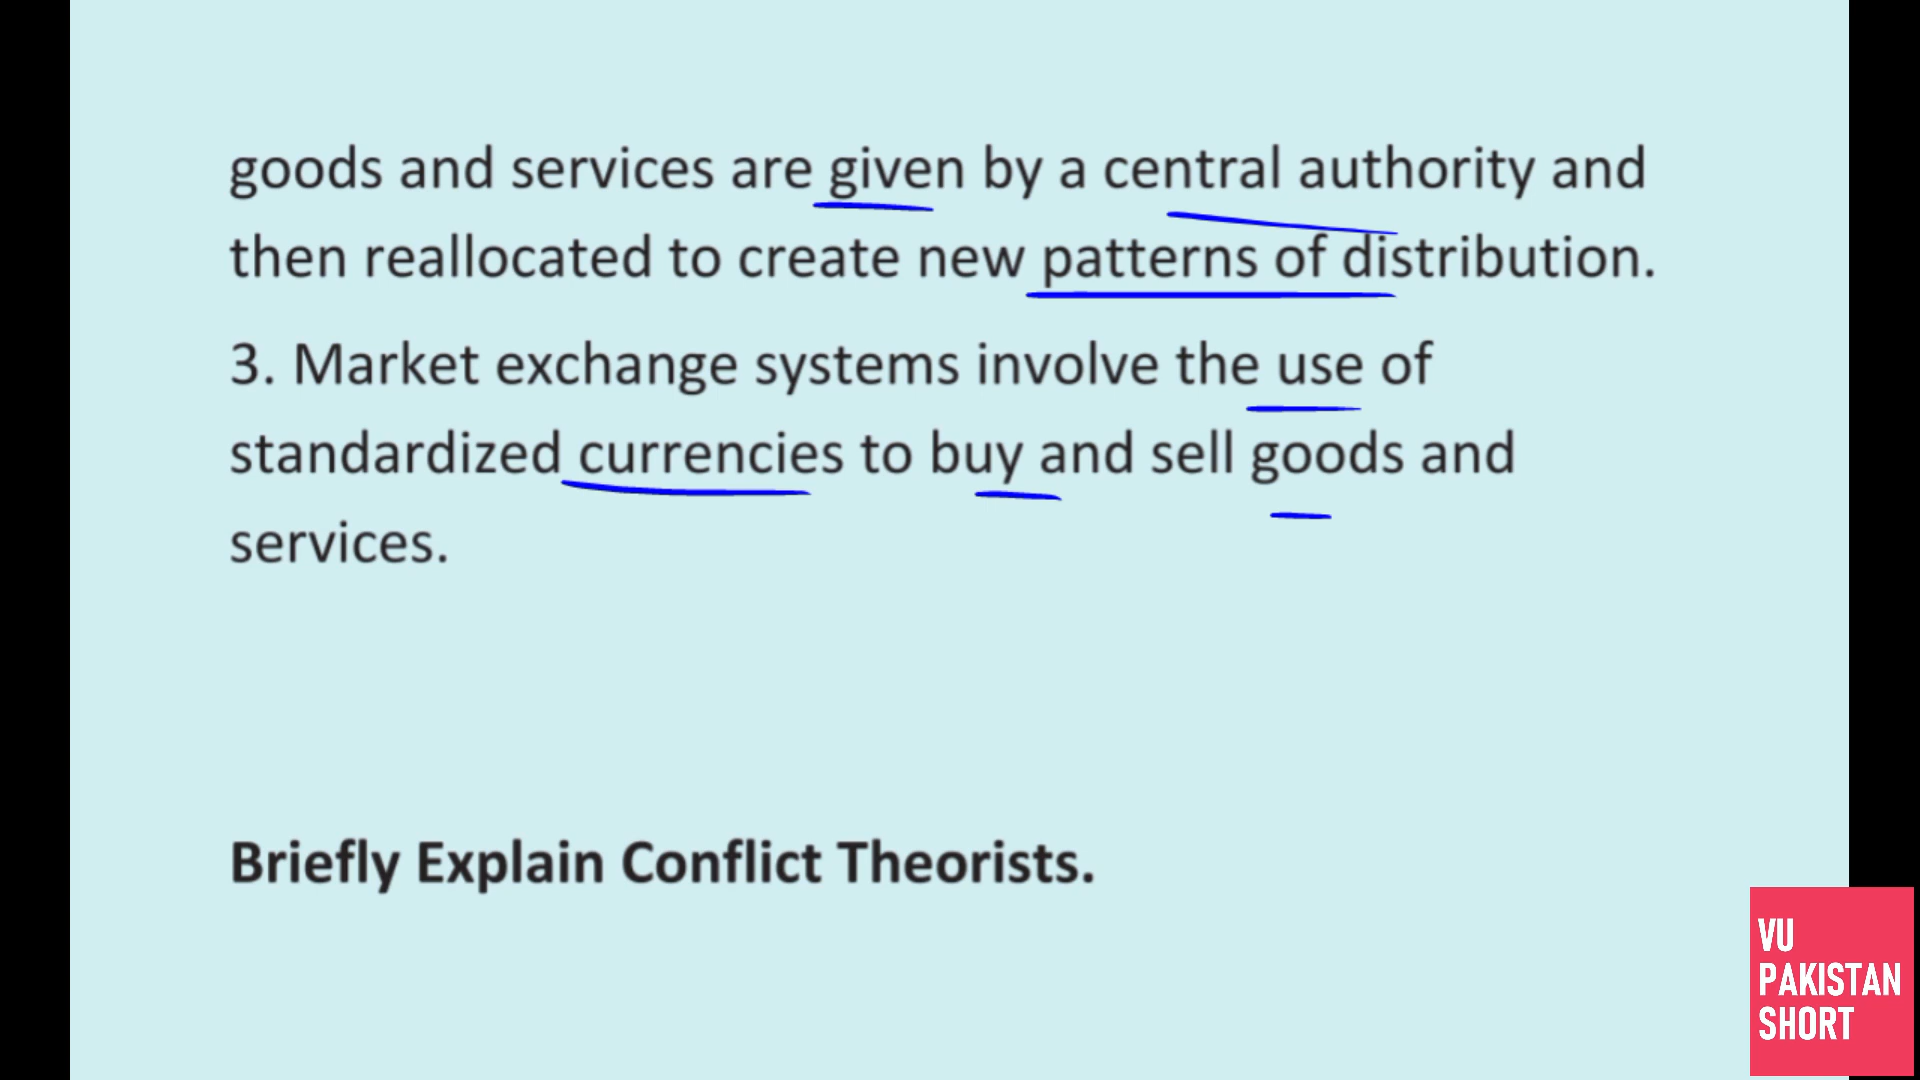 goods and services are given by a central authority and
then reallocated to create new patterns of distribution.
3. Market exchange systems involve the use of
standardized currencies to buy and sell goods and
services.
Briefly Explain Conflict Theorists.
VU
PAKISTAN
SHORT